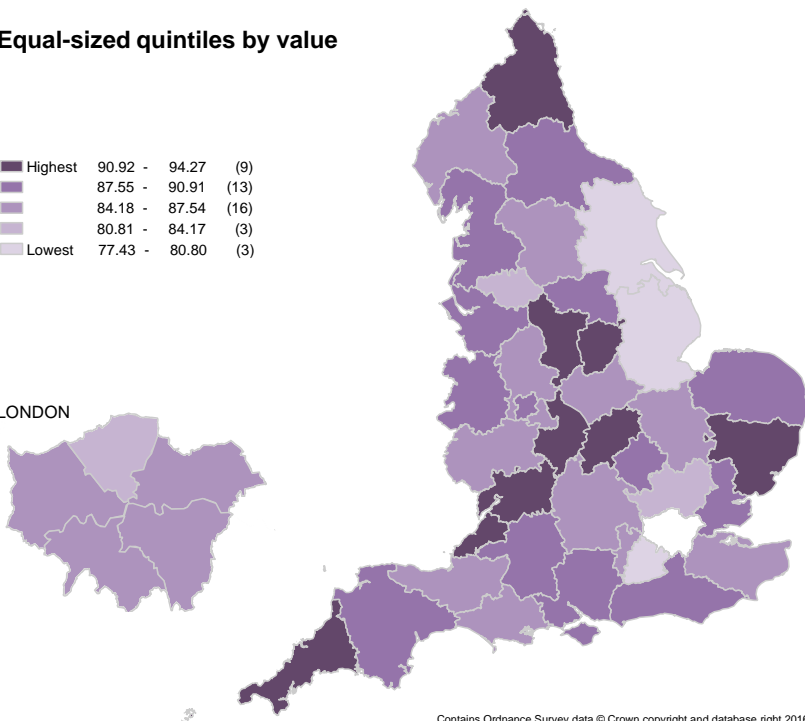 Equal-sized quintiles by value
Highest 90.92 - 94.27 (9)
87.55 - 90.91 (13)
84.18 - 87.54 (16)
80.81 - 84.17 (3)
Lowest 77.43 - 80.80 (3)
LONDON
Contains Ordnance Survey data © Crown copyright and database right 2016